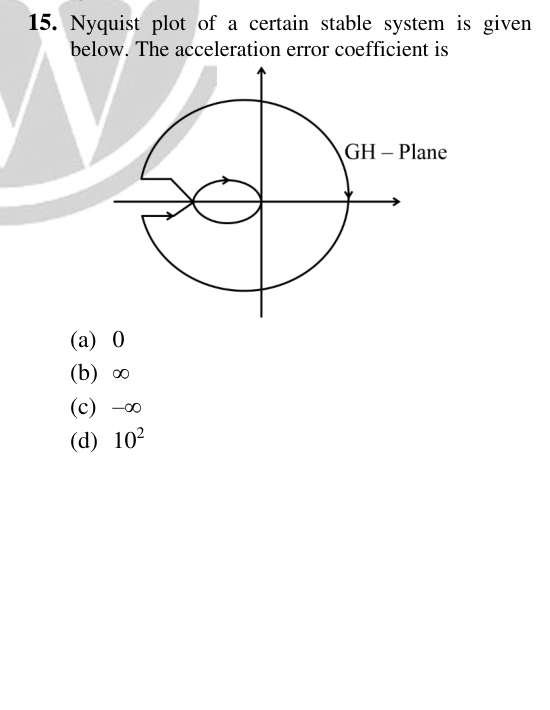 15. Nyquist plot of a certain stable system is given
below. The acceleration error coefficient is
GH – Plane
(a) 0
(b) ∞
(c) –∞
(d) 10²